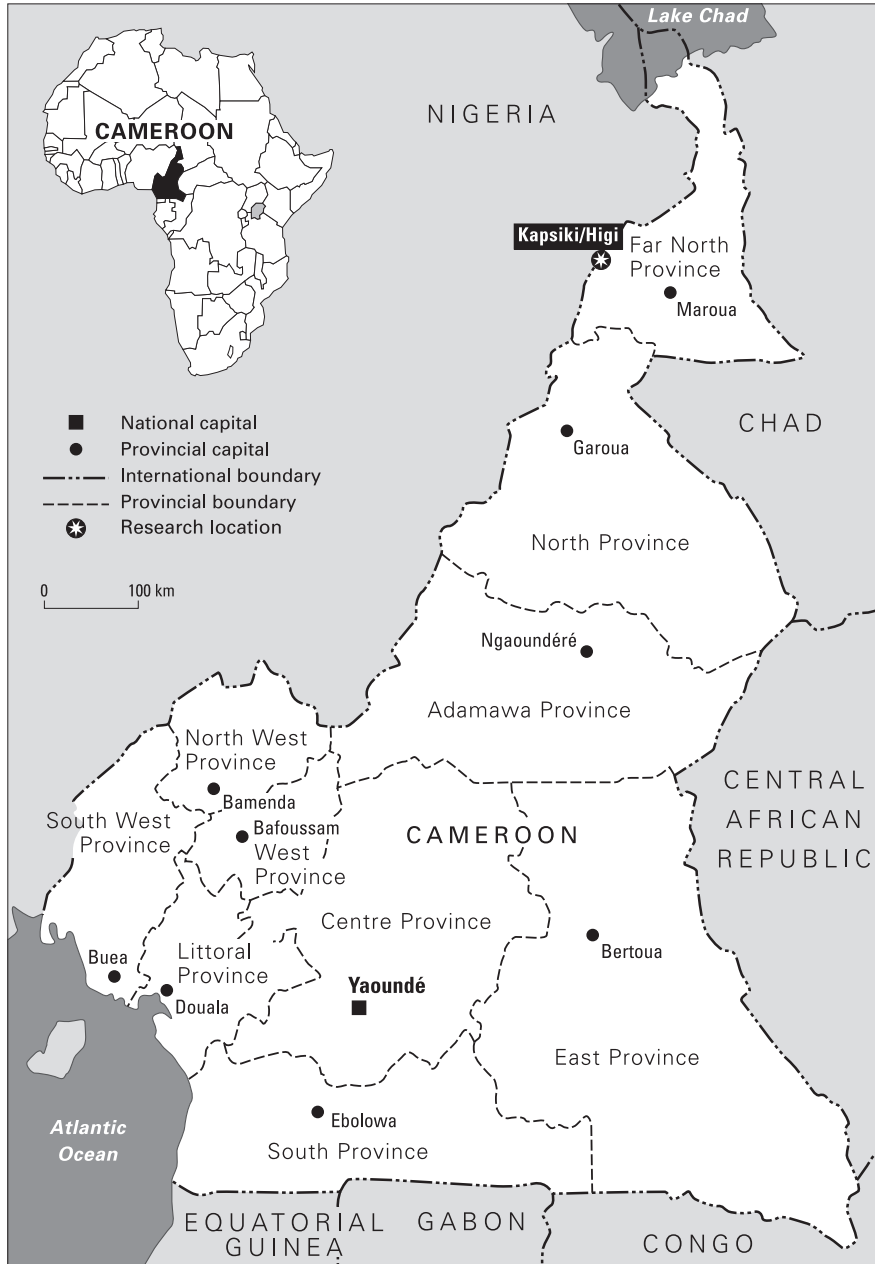 Lake Chad
NIGERIA
CAMEROON
Kapsiki/Higi
Far North
Province
Maroua
National capital
Provincial capital
International boundary
Provincial boundary
Research location
0 100 km
CHAD
Garoua
North Province
Ngaoundéré
Adamawa Province
North West
Province
Bamenda
South West
Province
Bafoussam
West
Province
CAMEROON
CENTRAL
AFRICAN
REPUBLIC
Centre Province
Bertoua
Buea
Littoral
Province
Douala
Yaoundé
East Province
Ebolowa
South Province
Atlantic
Ocean
EQUATORIAL
GUINEA
GABON
CONGO